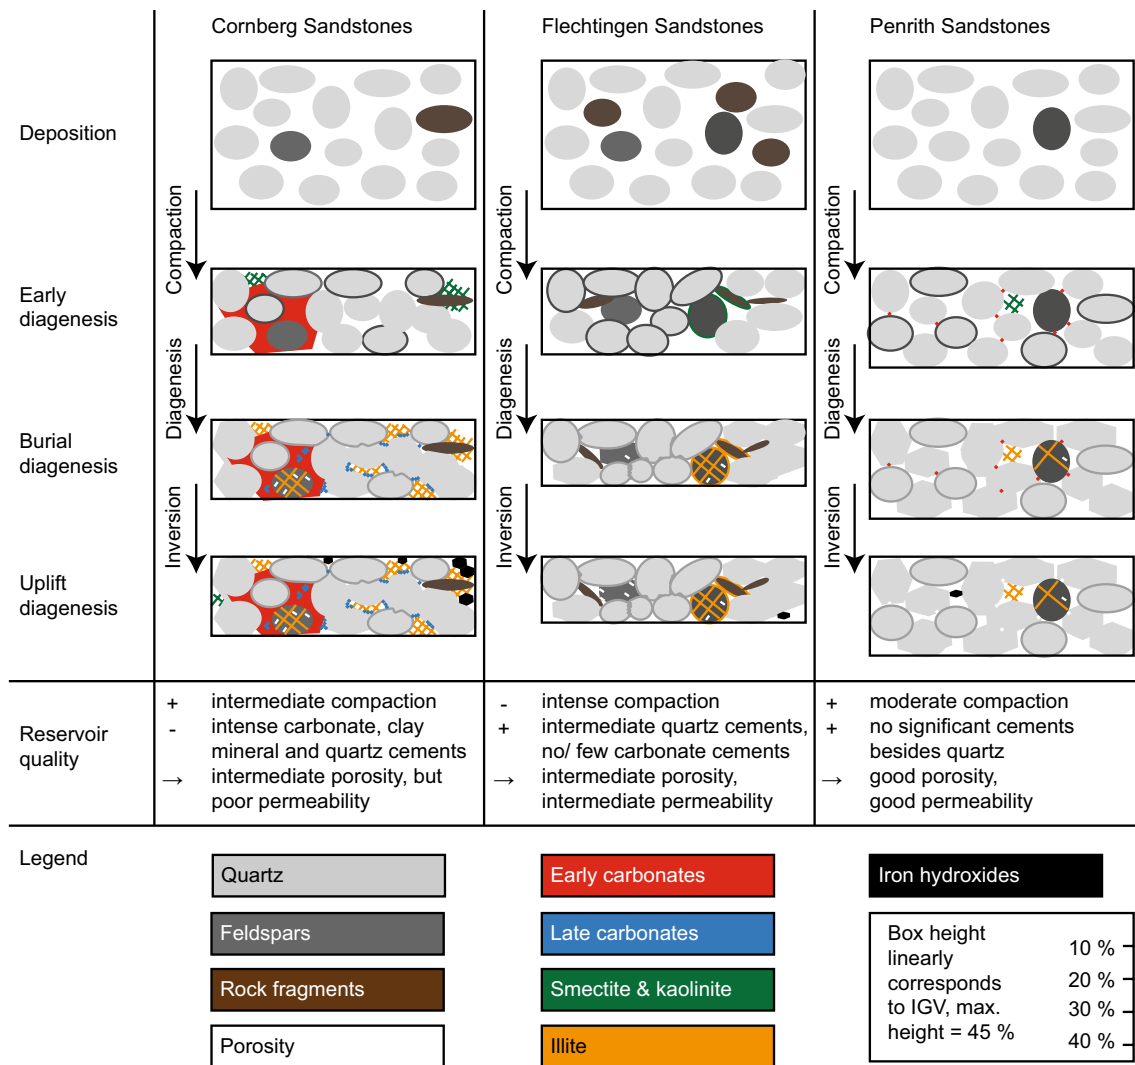 Cornberg Sandstones
Flechtingen Sandstones
Penrith Sandstones
Deposition
Compaction
Compaction
Compaction
Early
diagenesis
Diagenesis
Diagenesis
Diagenesis
Burial
diagenesis
Inversion
Inversion
Inversion
Uplift
diagenesis
Reservoir
quality
+ intermediate compaction
- intense carbonate, clay
mineral and quartz cements
→ intermediate porosity, but
poor permeability
- intense compaction
+ intermediate quartz cements,
no/ few carbonate cements
→ intermediate porosity,
intermediate permeability
+ moderate compaction
+ no significant cements
besides quartz
→ good porosity,
good permeability
Legend
Quartz
Feldspars
Rock fragments
Porosity
Early carbonates
Late carbonates
Smectite & kaolinite
Illite
Iron hydroxides
Box height
linearly
corresponds
to IGV, max.
height = 45 %
10 %
20 %
30 %
40 %